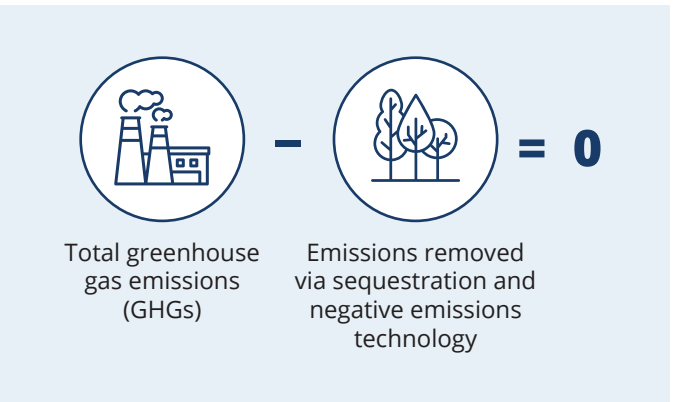 – = 0
Total greenhouse
gas emissions
(GHGs)
Emissions removed
via sequestration and
negative emissions
technology